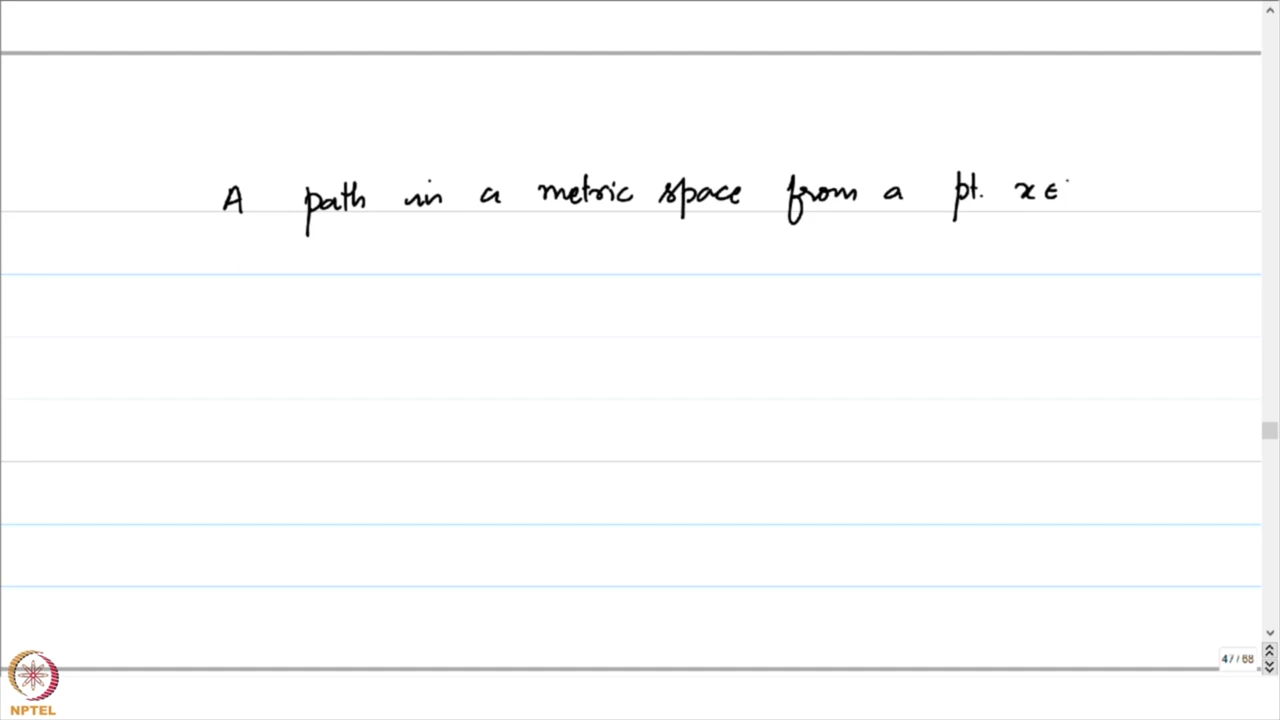 A path in a metric space from a pt. x ∈
47 / 68
NPTEL